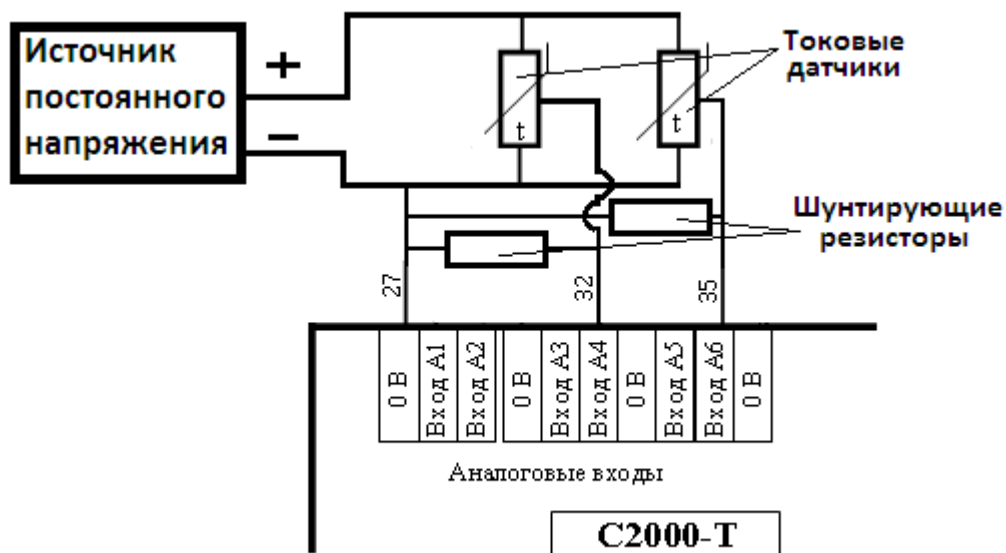 Источник
постоянного
напряжения
+
−
t
t
Токовые
датчики
Шунтирующие
резисторы
27
32
35
0 В
Вход А1
Вход А2
0 В
Вход А3
Вход А4
0 В
Вход А5
Вход А6
0 В
Аналоговые входы
С2000-Т